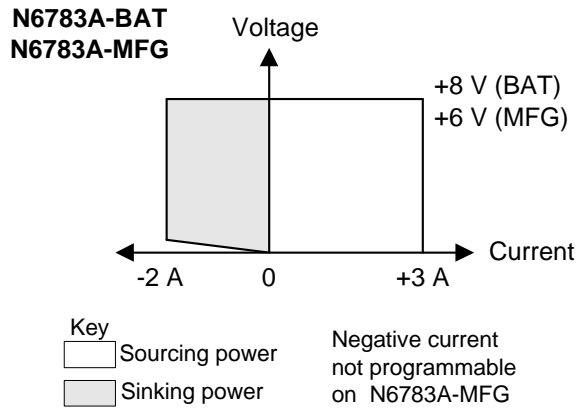 N6783A-BAT
N6783A-MFG
Voltage
+8 V (BAT)
+6 V (MFG)
Current
-2 A
0
+3 A
Key
Sourcing power
Sinking power
Negative current
not programmable
on N6783A-MFG